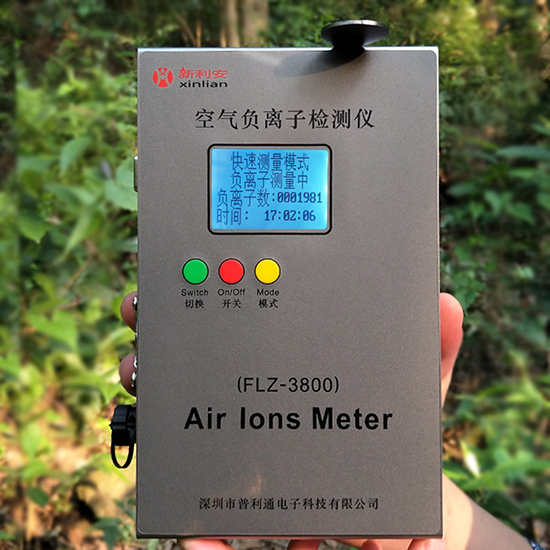 新利安
xinlian
空气负离子检测仪
快速测量模式
负离子测量中
负离子数:0001981
时间: 17:02:06
Switch On/Off Mode
切换 开关 模式
(FLZ-3800)
Air Ions Meter
深圳市普利通电子科技有限公司